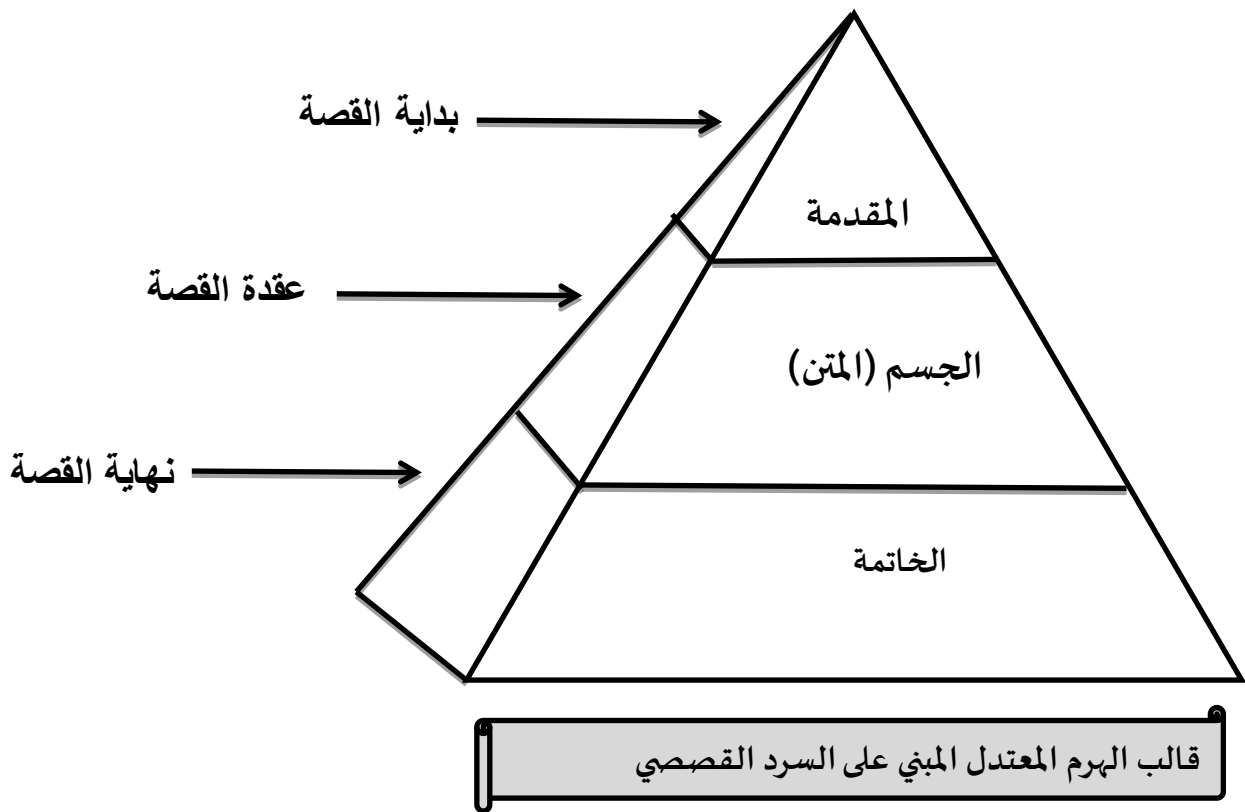 بداية القصة
المقدمة
عقدة القصة
الجسم (المتن)
نهاية القصة
الخاتمة
قالب الهرم المعتدل المبني على السرد القصصي